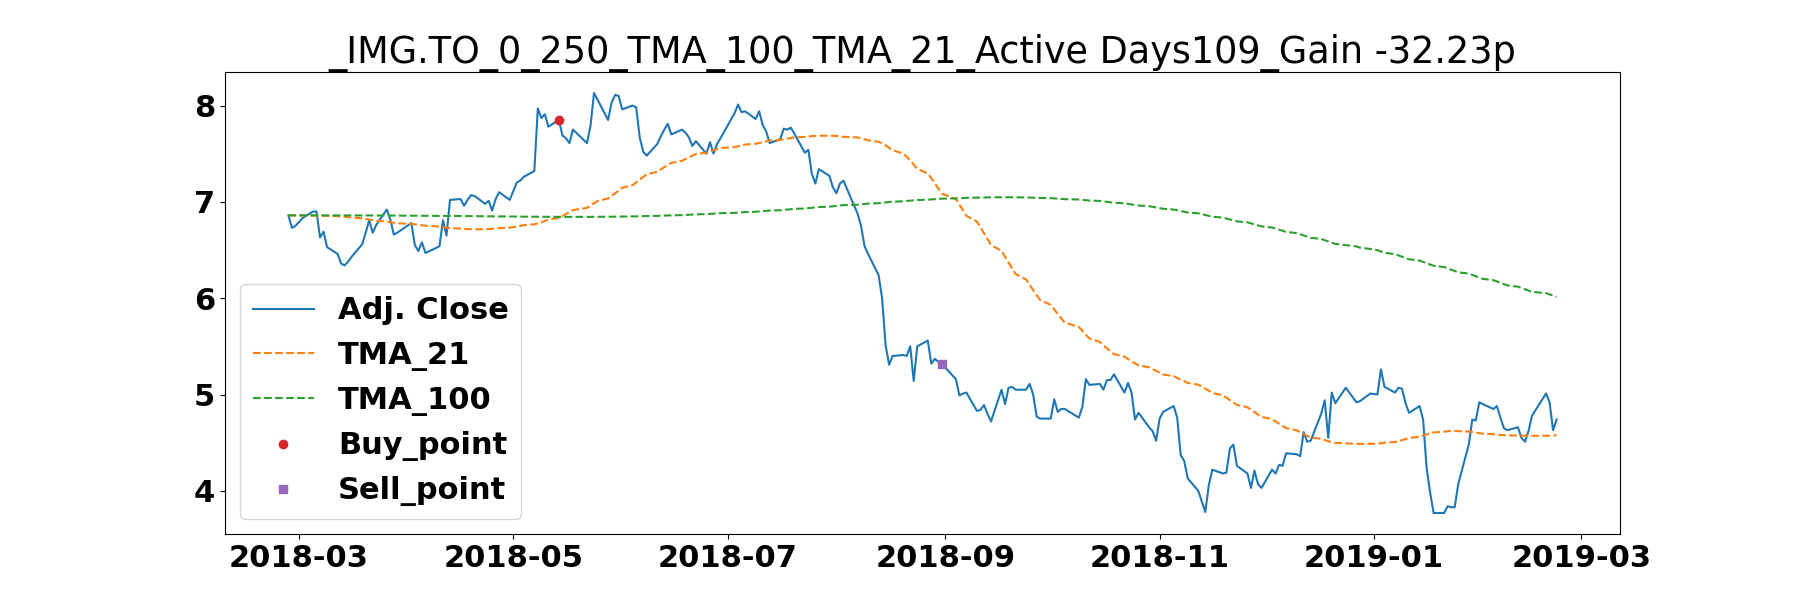 _IMG.TO_0_250_TMA_100_TMA_21_Active Days109_Gain -32.23p
8
7
6
5
4
Adj. Close
TMA_21
TMA_100
Buy_point
Sell_point
2018-03 2018-05 2018-07 2018-09 2018-11 2019-01 2019-03